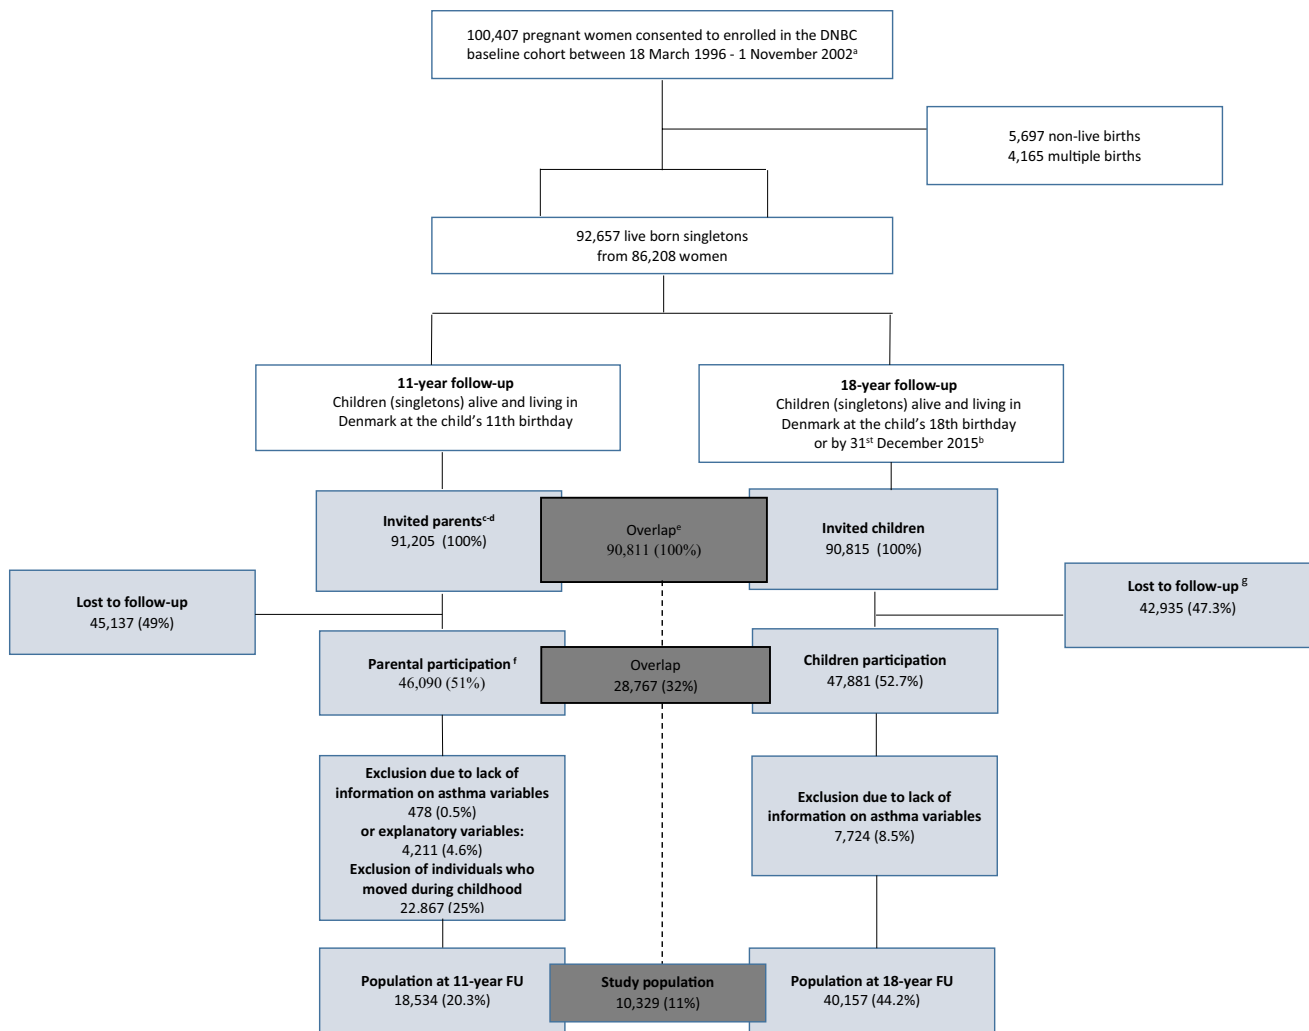 100,407 pregnant women consented to enrolled in the DNBC
baseline cohort between 18 March 1996 - 1 November 2002ᵃ
5,697 non-live births
4,165 multiple births
92,657 live born singletons
from 86,208 women
11-year follow-up
Children (singletons) alive and living in
Denmark at the child’s 11th birthday
18-year follow-up
Children (singletons) alive and living in
Denmark at the child’s 18th birthday
or by 31ˢᵗ December 2015ᵇ
Invited parentsᶜ⁻ᵈ
91,205 (100%)
Overlapᵉ
90,811 (100%)
Invited children
90,815 (100%)
Lost to follow-up
45,137 (49%)
Lost to follow-up ᵍ
42,935 (47.3%)
Parental participation ᶠ
46,090 (51%)
Overlap
28,767 (32%)
Children participation
47,881 (52.7%)
Exclusion due to lack of
information on asthma variables
478 (0.5%)
or explanatory variables:
4,211 (4.6%)
Exclusion of individuals who
moved during childhood
22.867 (25%)
Exclusion due to lack of
information on asthma variables
7,724 (8.5%)
Population at 11-year FU
18,534 (20.3%)
Study population
10,329 (11%)
Population at 18-year FU
40,157 (44.2%)